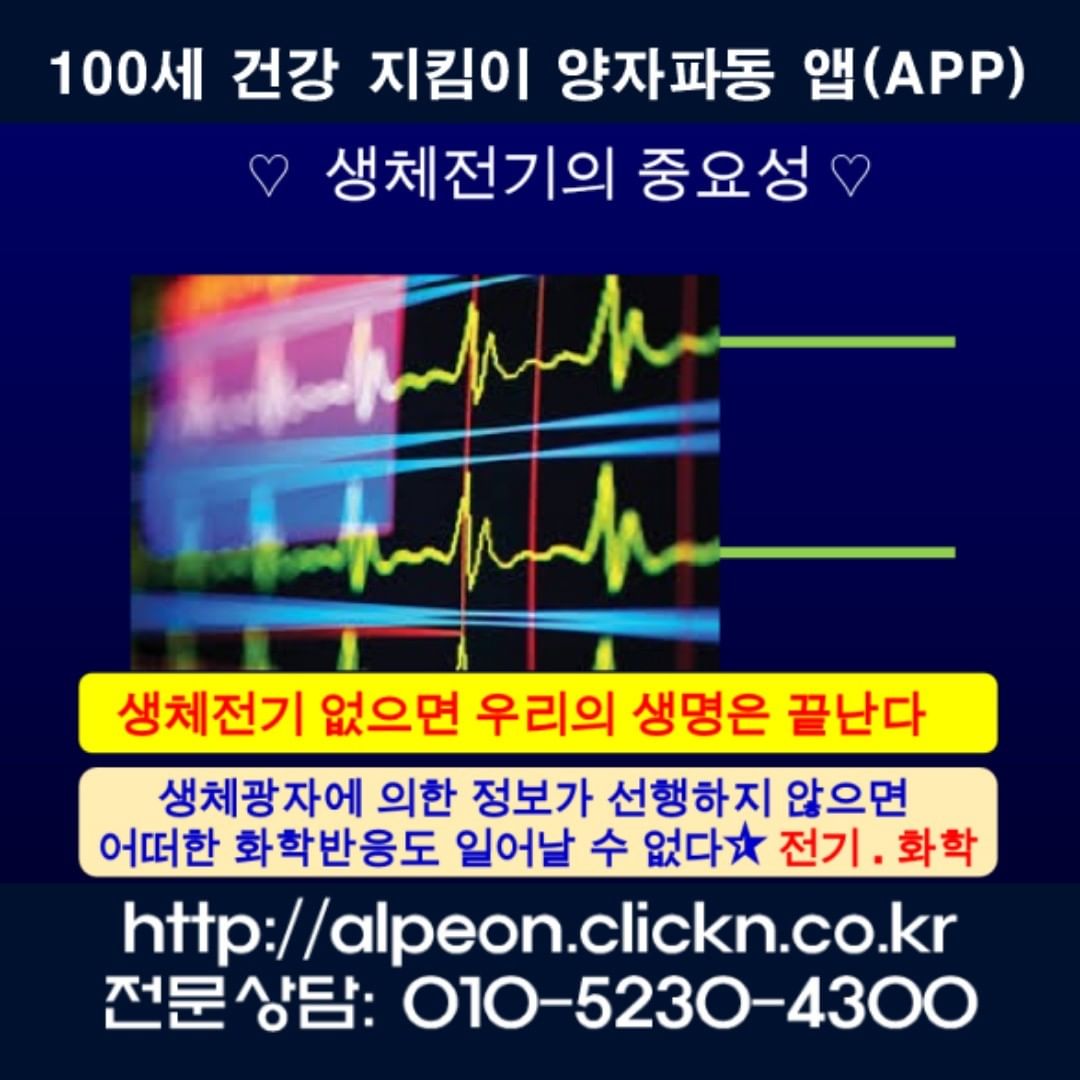 100세 건강 지킴이 양자파동 앱(APP)
♡ 생체전기의 중요성 ♡
생체전기 없으면 우리의 생명은 끝난다
생체광자에 의한 정보가 선행하지 않으면
어떠한 화학반응도 일어날 수 없다★ 전기 . 화학
http://alpeon.clickn.co.kr
전문상담: 010-5230-4300